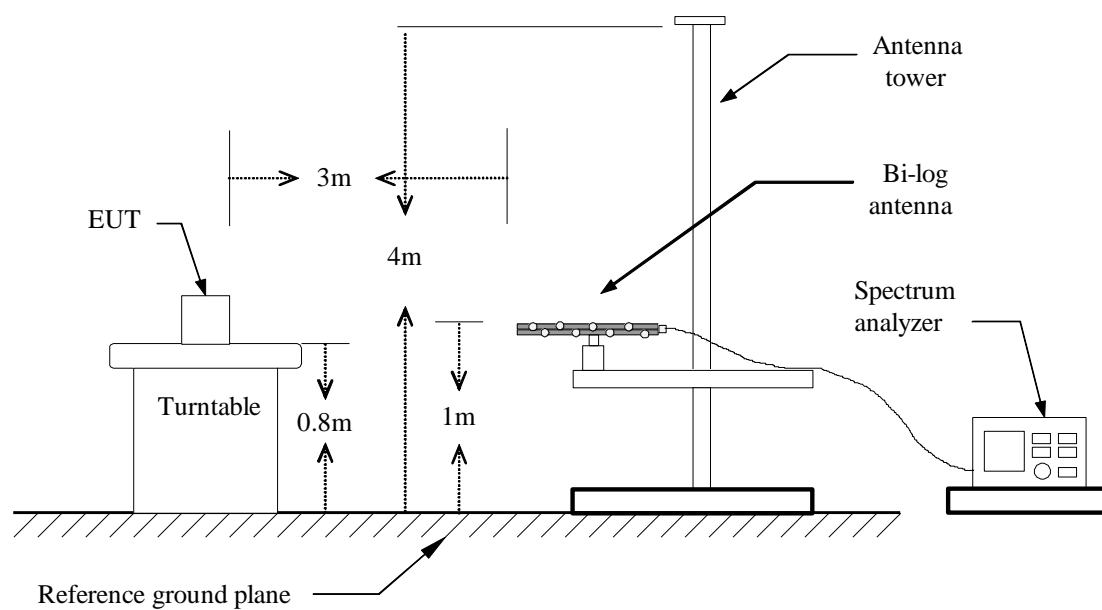 Antenna
tower
3m
Bi-log
antenna
EUT
4m
Spectrum
analyzer
Turntable
0.8m
1m
Reference ground plane